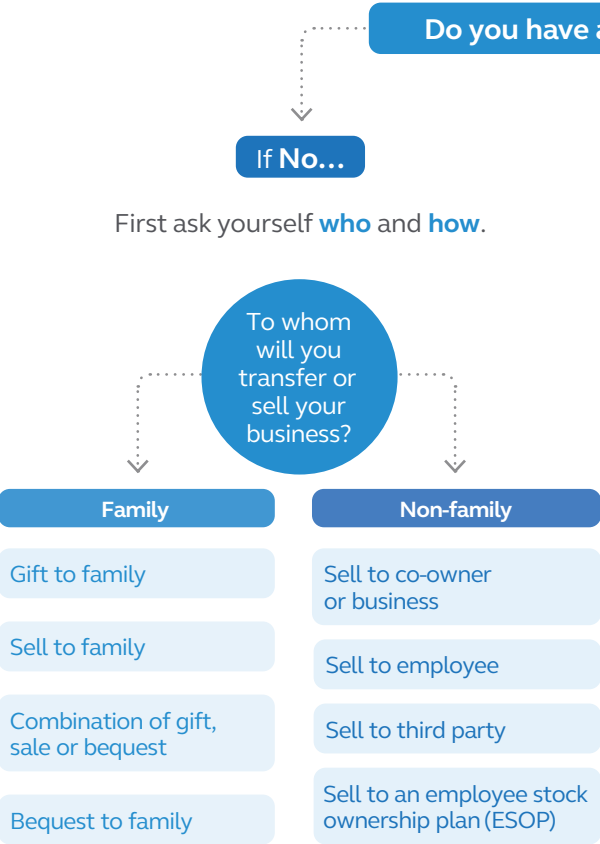 Do you have a
If No...
First ask yourself who and how.
To whom
will you
transfer or
sell your
business?
Family
Gift to family
Sell to family
Combination of gift,
sale or bequest
Bequest to family
Non-family
Sell to co-owner
or business
Sell to employee
Sell to third party
Sell to an employee stock
ownership plan (ESOP)